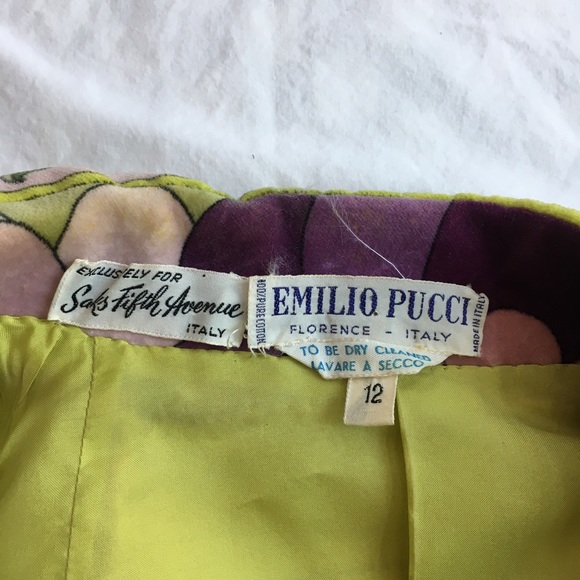 EXCLUSIVELY FOR
Saks Fifth Avenue
ITALY
100% PURE COTTON
EMILIO PUCCI
FLORENCE - ITALY
MADE IN ITALY
TO BE DRY CLEANED
LAVARE A SECCO
12